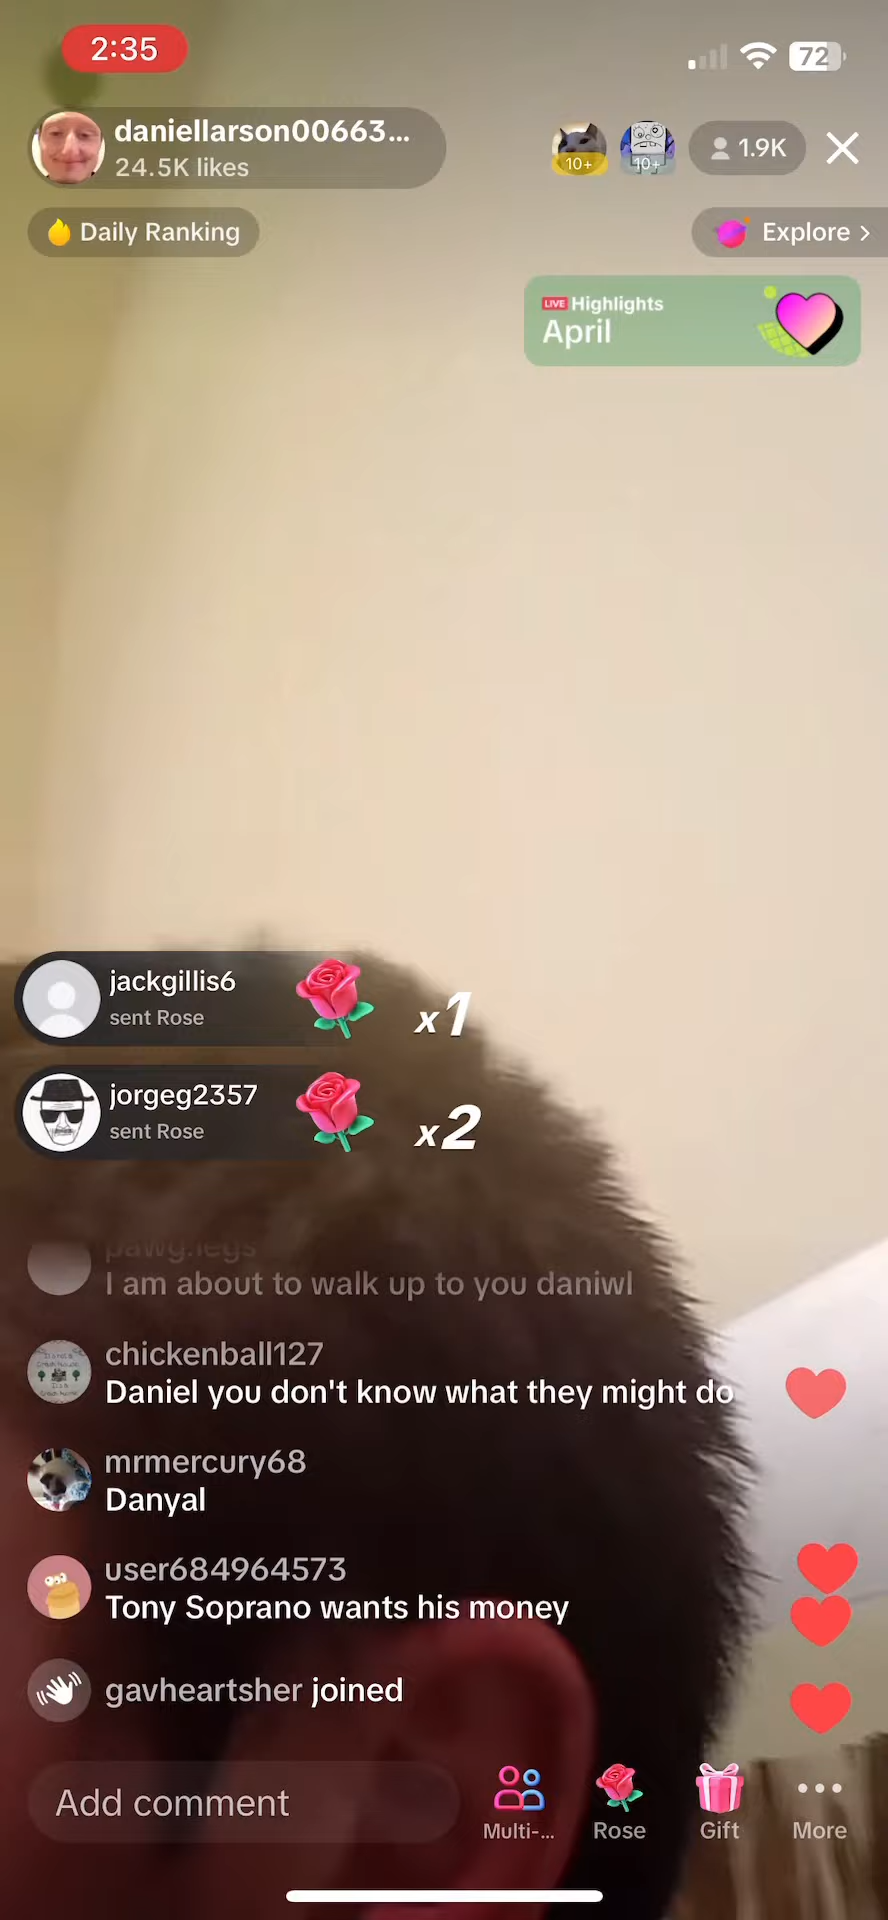 2:35
72
daniellarson00663...
24.5K likes
10+
10+
1.9K
Daily Ranking
Explore >
LIVE Highlights
April
jackgillis6
sent Rose
x1
jorgeg2357
sent Rose
x2
pawg.legs
I am about to walk up to you daniwl
chickenball127
Daniel you don't know what they might do
mrmercury68
Danyal
user684964573
Tony Soprano wants his money
gavheartsher joined
Add comment
Multi-...
Rose
Gift
More